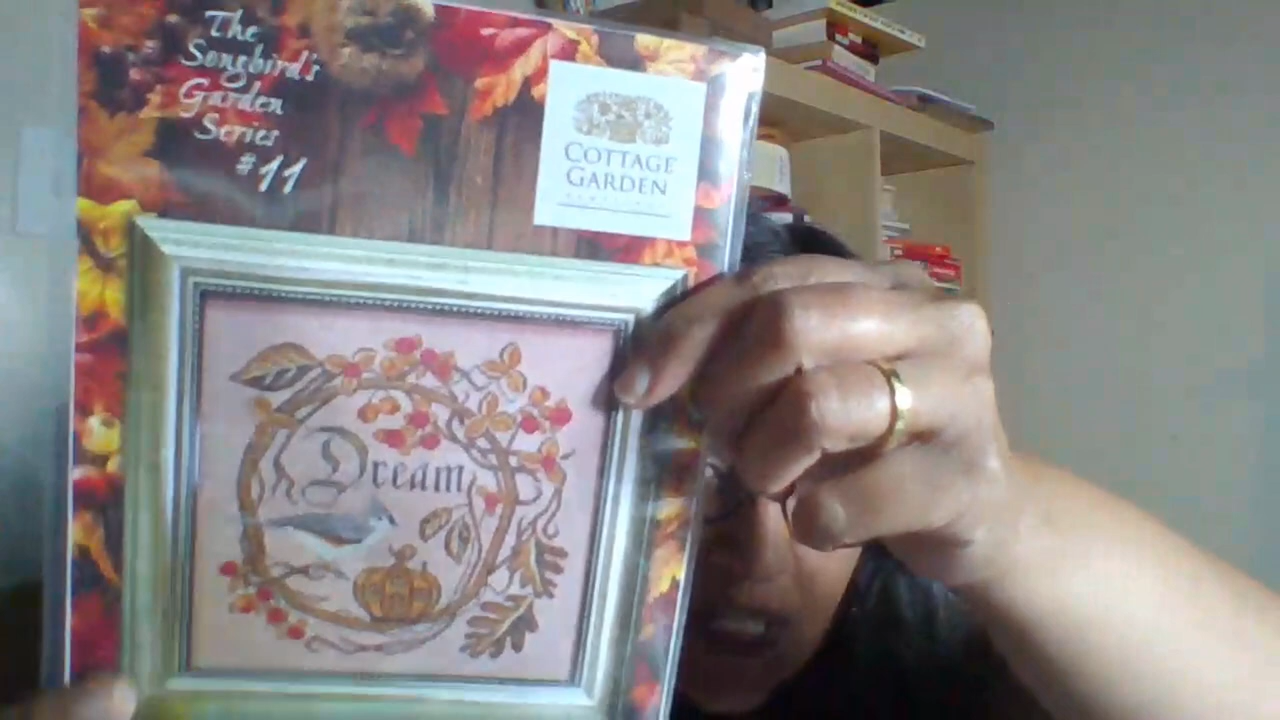 The
Songbird's
Garden
Series
#11
COTTAGE
GARDEN
Dream